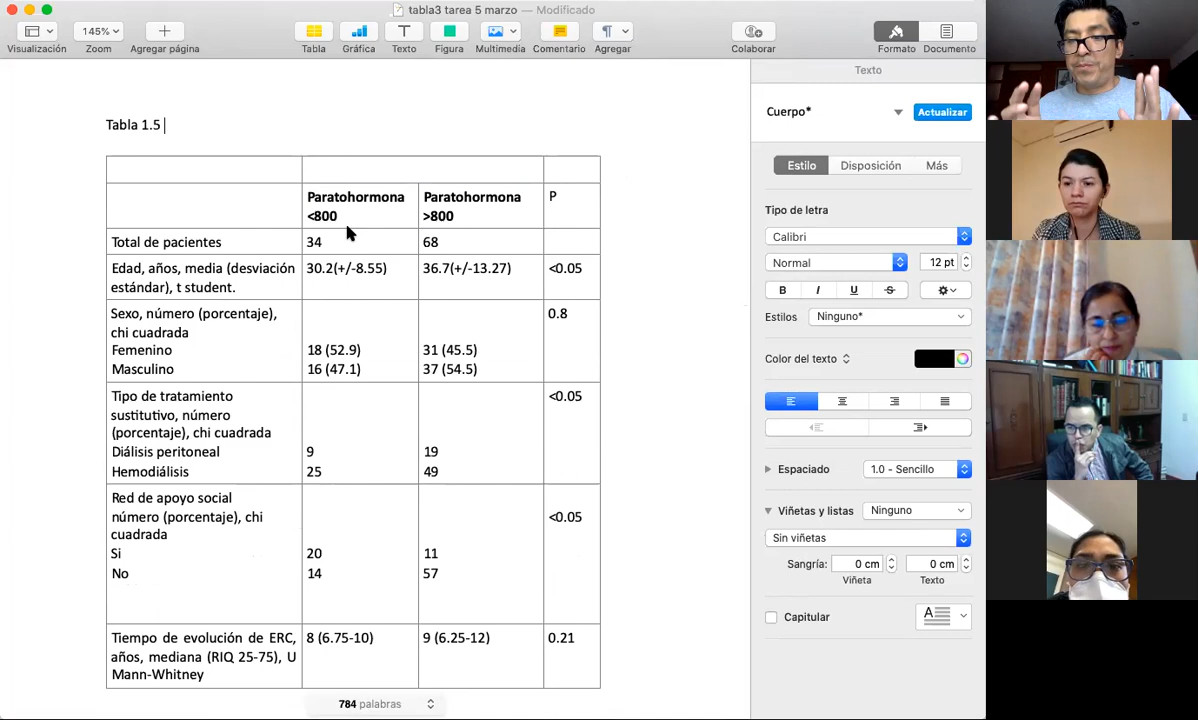 tabla3 tarea 5 marzo — Modificado
145%
Visualización Zoom Agregar página Tabla Gráfica Texto Figura Multimedia Comentario Agregar Colaborar Formato Documento
Texto
Cuerpo* Actualizar
Estilo Disposición Más
Tipo de letra
Calibri
Normal 12 pt
B I U S
Estilos Ninguno*
Color del texto
Espaciado 1.0 - Sencillo
Viñetas y listas Ninguno
Sin viñetas
Sangría: 0 cm 0 cm
Viñeta Texto
Capitular
A
Tabla 1.5
Paratohormona <800 Paratohormona >800 P
Total de pacientes 34 68
Edad, años, media (desviación 30.2(+/-8.55) 36.7(+/-13.27) <0.05
estándar), t student.
Sexo, número (porcentaje), 0.8
chi cuadrada
Femenino 18 (52.9) 31 (45.5)
Masculino 16 (47.1) 37 (54.5)
Tipo de tratamiento <0.05
sustitutivo, número
(porcentaje), chi cuadrada
Diálisis peritoneal 9 19
Hemodiálisis 25 49
Red de apoyo social
número (porcentaje), chi <0.05
cuadrada
Si 20 11
No 14 57
Tiempo de evolución de ERC, 8 (6.75-10) 9 (6.25-12) 0.21
años, mediana (RIQ 25-75), U
Mann-Whitney
784 palabras